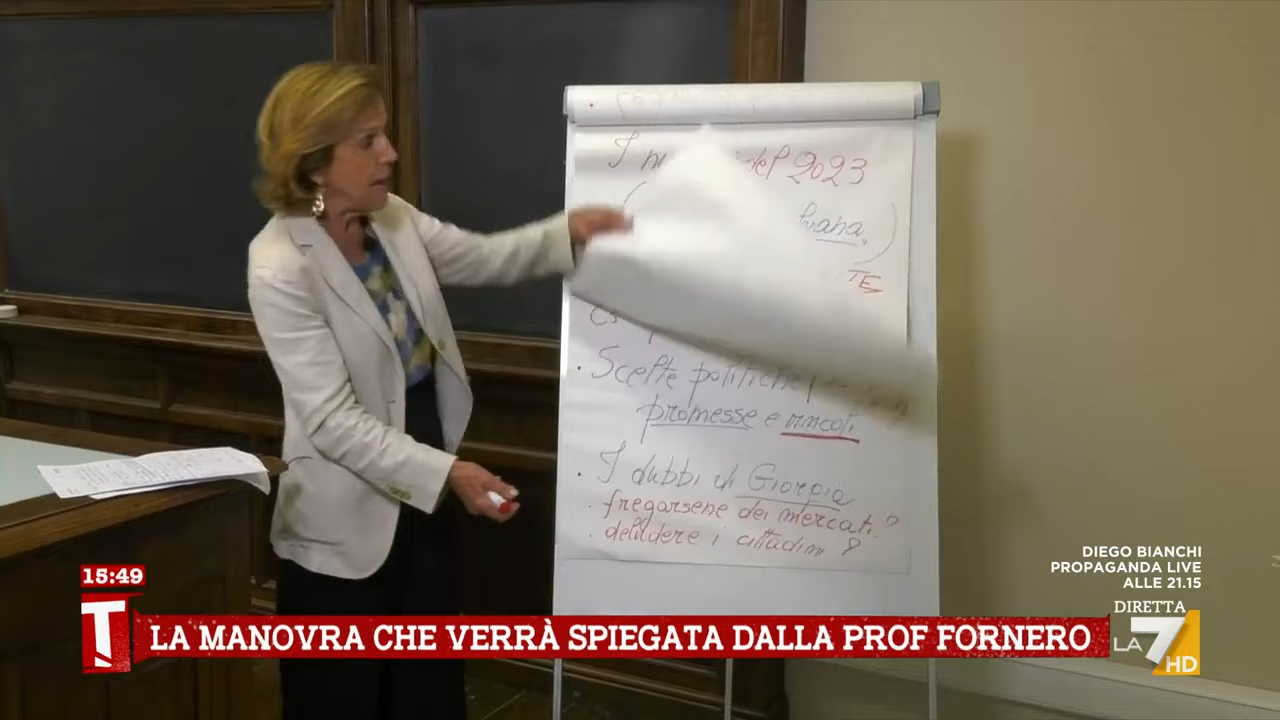 del 2023
TE
. Scelte politiche
promesse e vincoli
. I dubbi di Giorgia
. fregarsene dei mercati?
. deludere i cittadini?
DIEGO BIANCHI
PROPAGANDA LIVE
ALLE 21.15
15:49
T LA MANOVRA CHE VERRÀ SPIEGATA DALLA PROF FORNERO
DIRETTA
LA 7 HD